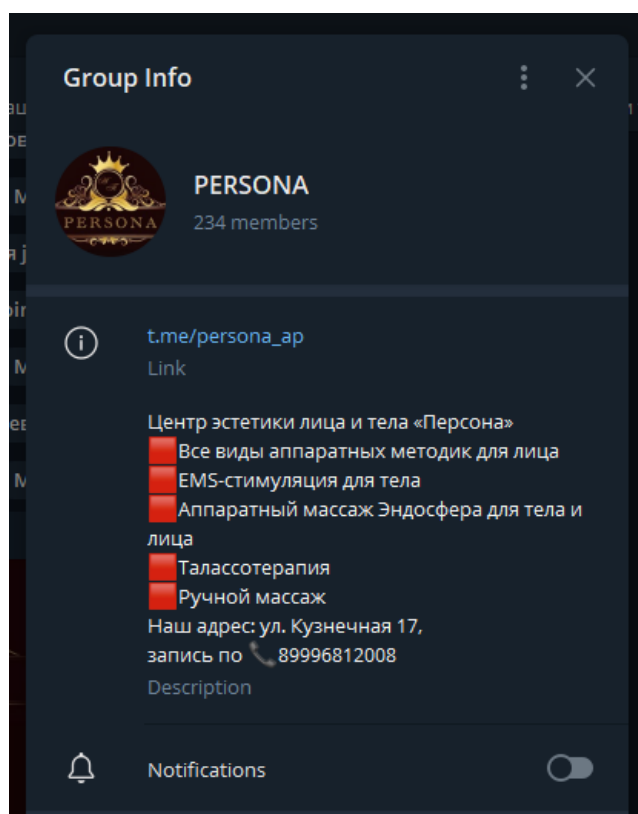 Group Info
PERSONA
PERSONA
234 members
t.me/persona_ap
Link
Центр эстетики лица и тела «Персона»
🟥Все виды аппаратных методик для лица
🟥EMS-стимуляция для тела
🟥Аппаратный массаж Эндосфера для тела и
лица
🟥Талассотерапия
🟥Ручной массаж
Наш адрес: ул. Кузнечная 17,
запись по 📞89996812008
Description
Notifications